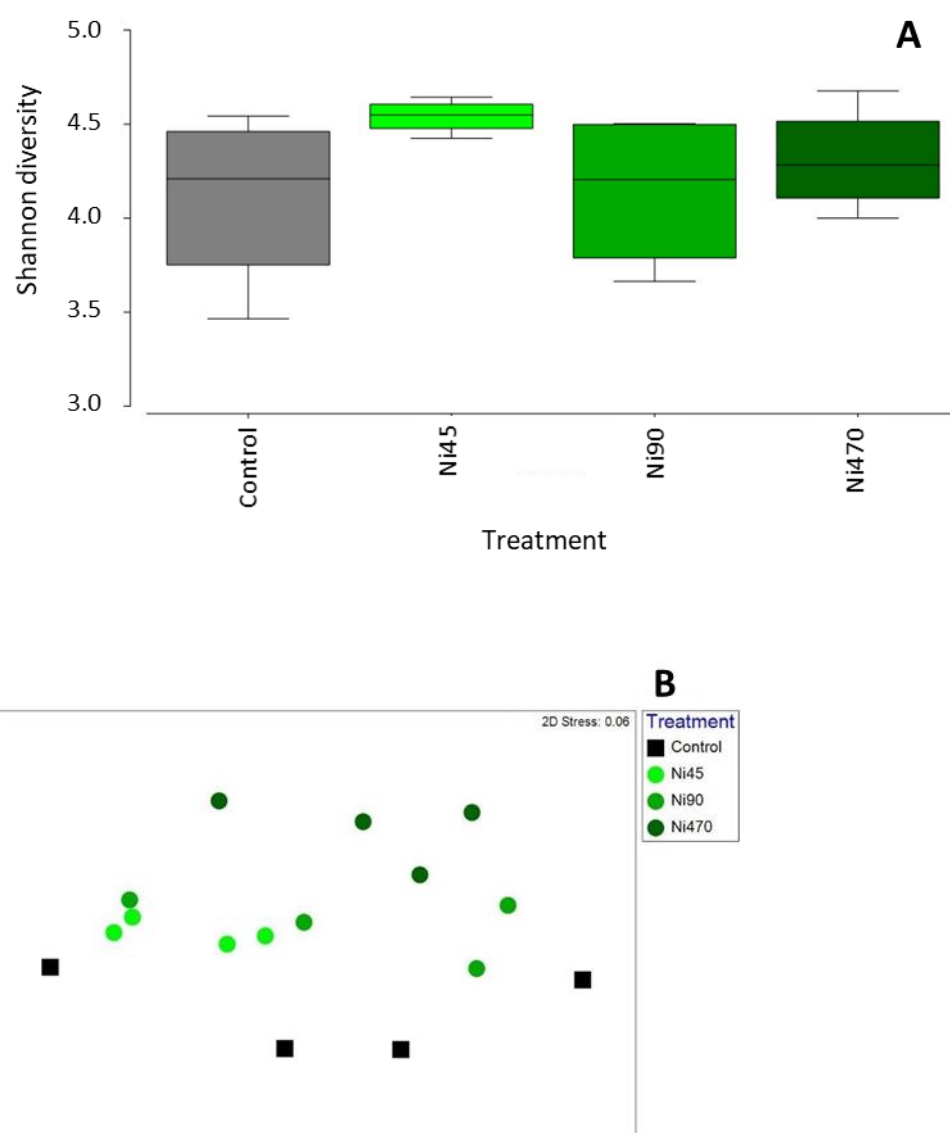 A
Shannon diversity
5.0
4.5
4.0
3.5
3.0
Control
Ni45
Ni90
Ni470
Treatment
B
2D Stress: 0.06
Treatment
Control
Ni45
Ni90
Ni470